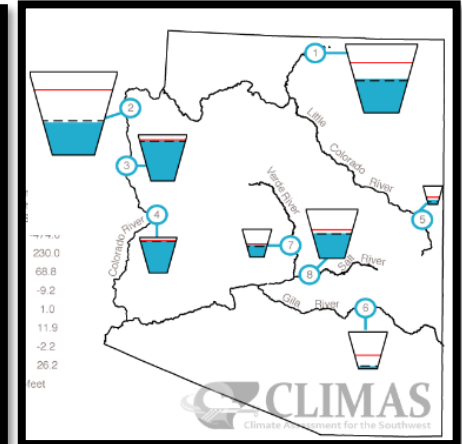 1
2
3
4
5
6
7
8
Little
Colorado River
Verde River
Colorado River
Salt River
Gila River
230.0
68.8
-9.2
1.0
11.9
-2.2
26.2
feet
CLIMAS
Climate Assessment for the Southwest